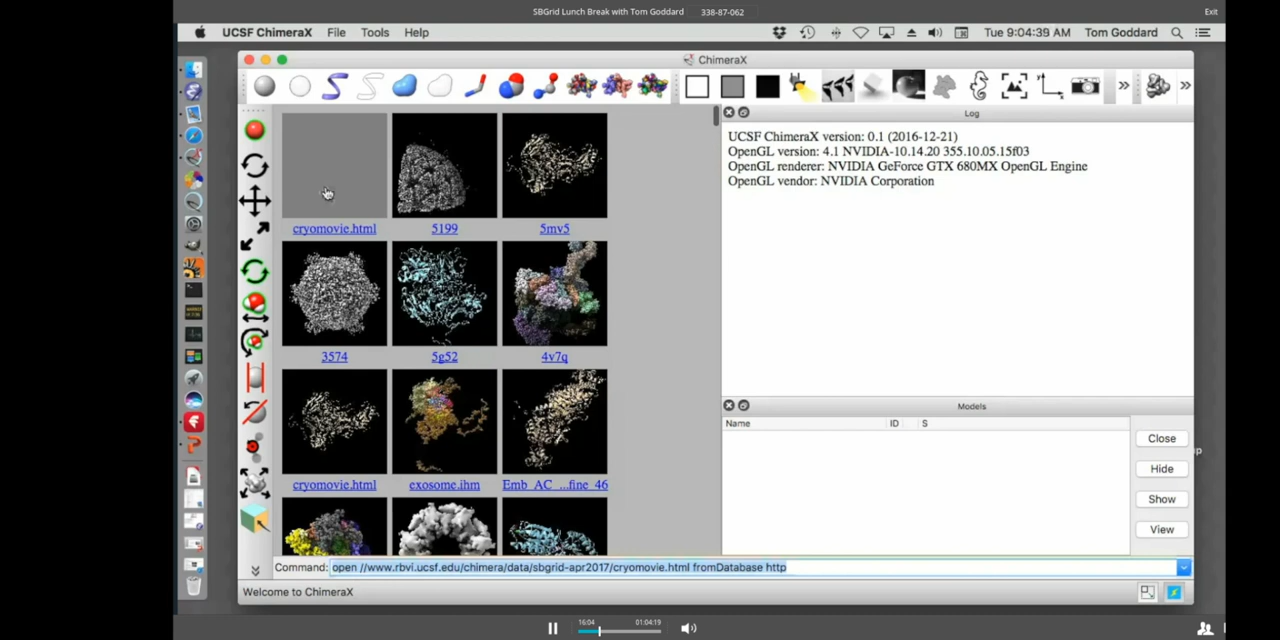 SBGrid Lunch Break with Tom Goddard
338-87-062
Exit
UCSF ChimeraX File Tools Help
Tue 9:04:39 AM Tom Goddard
ChimeraX
Log
UCSF ChimeraX version: 0.1 (2016-12-21)
OpenGL version: 4.1 NVIDIA-10.14.20 355.10.05.15f03
OpenGL renderer: NVIDIA GeForce GTX 680MX OpenGL Engine
OpenGL vendor: NVIDIA Corporation
cryomovie.html 5199 5mv5
3574 5g52 4v7q
cryomovie.html exosome.ihm Emb_AC_...fine_46
Models
Name ID S
Close
Hide
Show
View
Command: open //www.rbvi.ucsf.edu/chimera/data/sbgrid-apr2017/cryomovie.html fromDatabase http
Welcome to ChimeraX
16:04 01:04:19